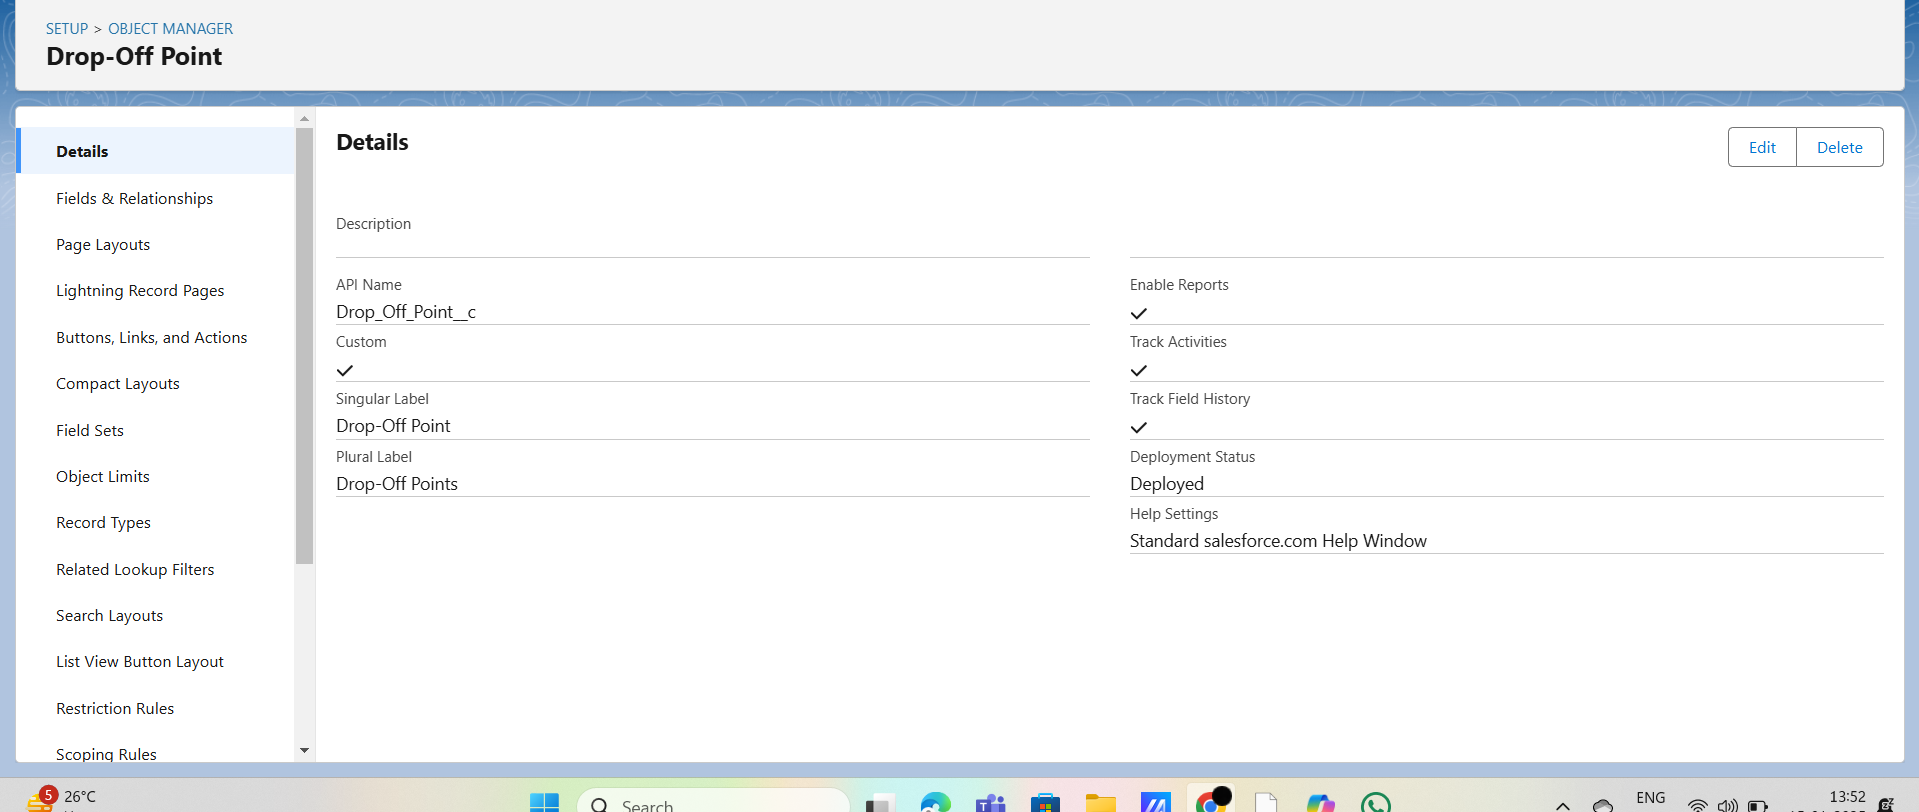 SETUP > OBJECT MANAGER
Drop-Off Point
Details
Fields & Relationships
Page Layouts
Lightning Record Pages
Buttons, Links, and Actions
Compact Layouts
Field Sets
Object Limits
Record Types
Related Lookup Filters
Search Layouts
List View Button Layout
Restriction Rules
Scoping Rules
Details
Edit
Delete
Description
API Name
Drop_Off_Point__c
Custom
Singular Label
Drop-Off Point
Plural Label
Drop-Off Points
Enable Reports
Track Activities
Track Field History
Deployment Status
Deployed
Help Settings
Standard salesforce.com Help Window
5
26°C
Search
ENG
13:52